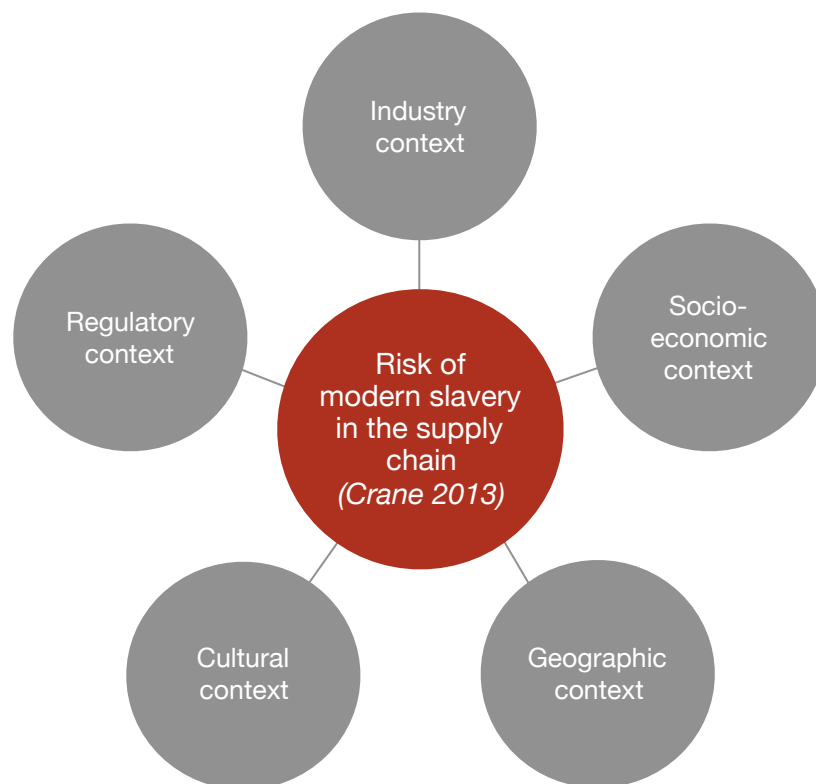 Industry
context
Regulatory
context
Socio-
economic
context
Risk of
modern slavery
in the supply
chain
(Crane 2013)
Cultural
context
Geographic
context